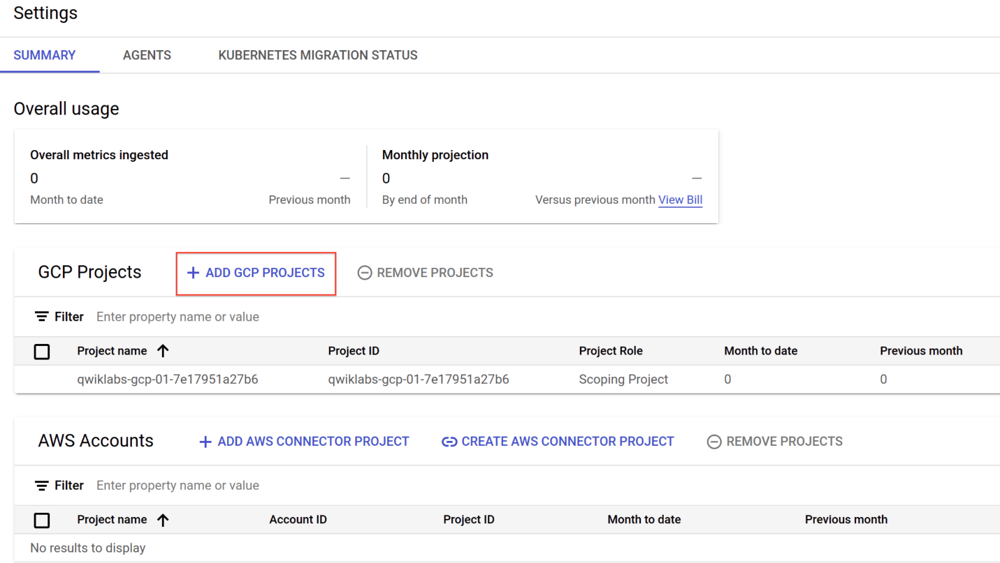 Settings
SUMMARY AGENTS KUBERNETES MIGRATION STATUS
Overall usage
Overall metrics ingested Monthly projection
0 — 0 —
Month to date Previous month By end of month Versus previous month View Bill
GCP Projects + ADD GCP PROJECTS REMOVE PROJECTS
Filter Enter property name or value
Project name Project ID Project Role Month to date Previous month
qwiklabs-gcp-01-7e17951a27b6 qwiklabs-gcp-01-7e17951a27b6 Scoping Project 0 0
AWS Accounts + ADD AWS CONNECTOR PROJECT CREATE AWS CONNECTOR PROJECT REMOVE PROJECTS
Filter Enter property name or value
Project name Account ID Project ID Month to date Previous month
No results to display